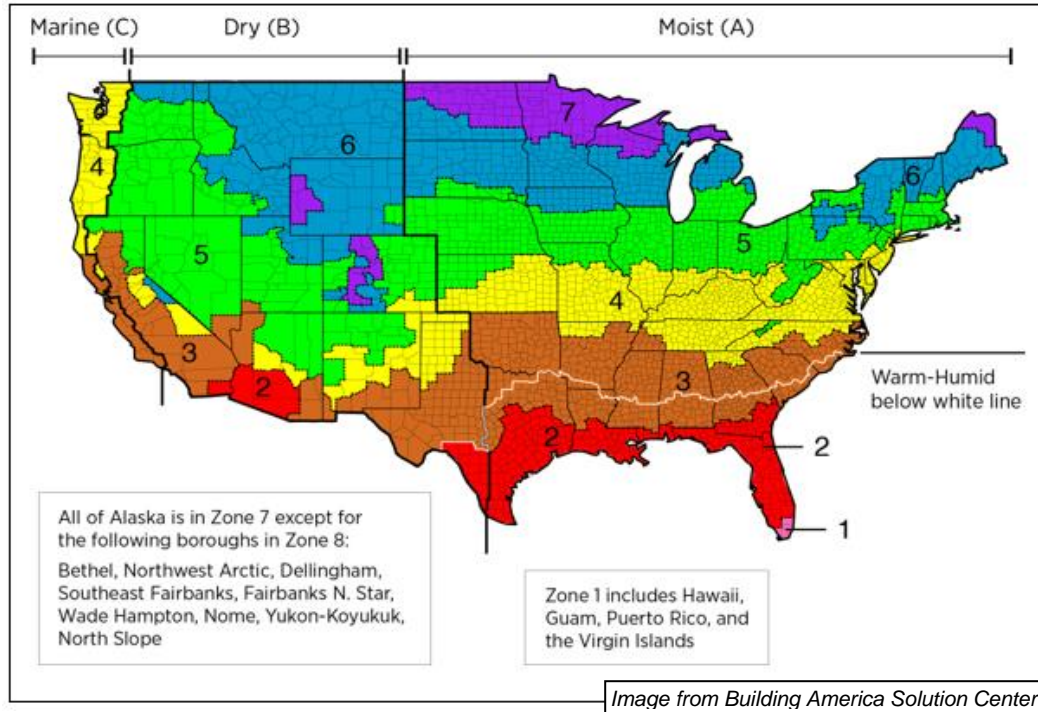 Marine (C)
Dry (B)
Moist (A)
7
6
4
6
5
5
4
3
3
Warm-Humid
below white line
2
2
2
1
All of Alaska is in Zone 7 except for
the following boroughs in Zone 8:
Bethel, Northwest Arctic, Dellingham,
Southeast Fairbanks, Fairbanks N. Star,
Wade Hampton, Nome, Yukon-Koyukuk,
North Slope
Zone 1 includes Hawaii,
Guam, Puerto Rico, and
the Virgin Islands
Image from Building America Solution Center